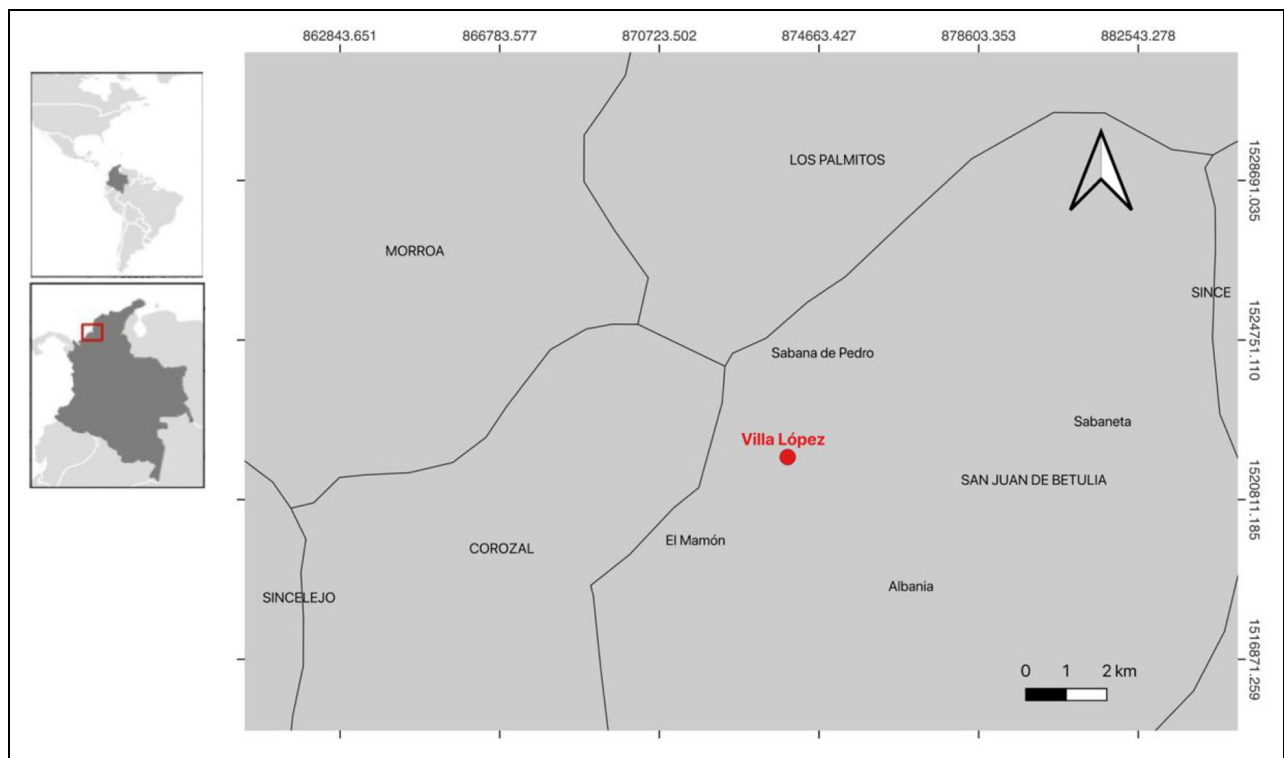 862843.651 866783.577 870723.502 874663.427 878603.353 882543.278
LOS PALMITOS
1528691.035
MORROA
SINCE
1524751.110
Sabana de Pedro
Sabaneta
Villa López
SAN JUAN DE BETULIA
1520811.185
El Mamón
COROZAL
Albania
SINCELEJO
1516871.259
0 1 2 km